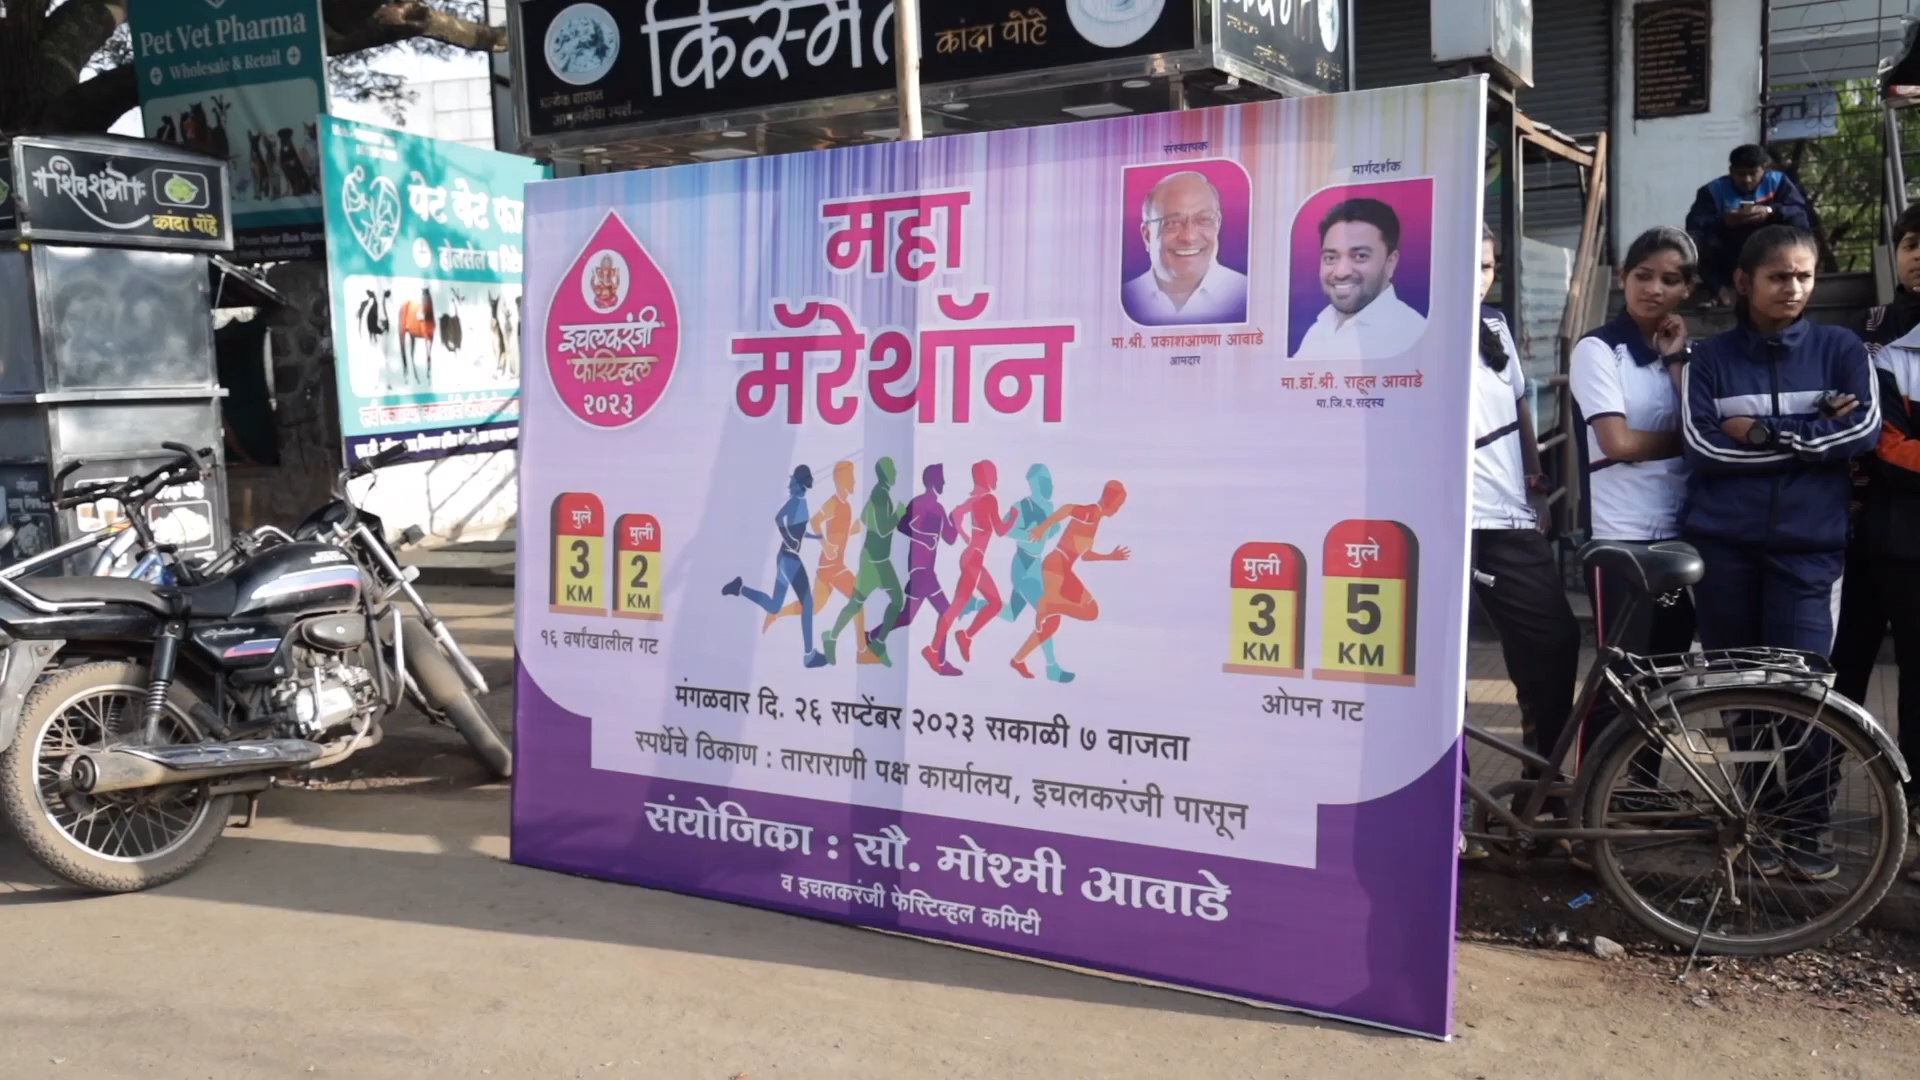 Pet Vet Pharma
Wholesale & Retail
किस्मत
कांदा पोहे
शिवशंभो
कांदा पोहे
पेट वेट
होलसेल व
संस्थापक
मार्गदर्शक
महा
मॅरेथॉन
इचलकरंजी
फेस्टिव्हल
२०२३
मा.श्री. प्रकाशआण्णा आवाडे
आमदार
मा.डॉ.श्री. राहूल आवाडे
मा.जि.प.सदस्य
मुले
3
KM
मुली
2
KM
१६ वर्षाखालील गट
मुली
3
KM
मुले
5
KM
ओपन गट
मंगळवार दि. २६ सप्टेंबर २०२३ सकाळी ७ वाजता
स्पर्धेचे ठिकाण : ताराराणी पक्ष कार्यालय, इचलकरंजी पासून
संयोजिका : सौ. मोश्मी आवाडे
व इचलकरंजी फेस्टिव्हल कमिटी